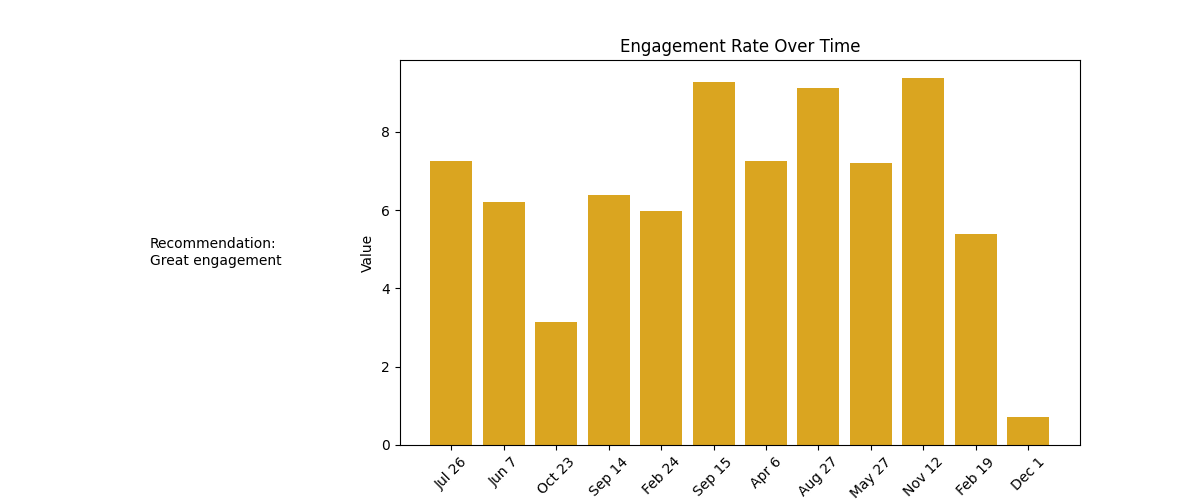 Engagement Rate Over Time
Recommendation:
Great engagement
Value
8
6
4
2
0
Jul 26
Jun 7
Oct 23
Sep 14
Feb 24
Sep 15
Apr 6
Aug 27
May 27
Nov 12
Feb 19
Dec 1